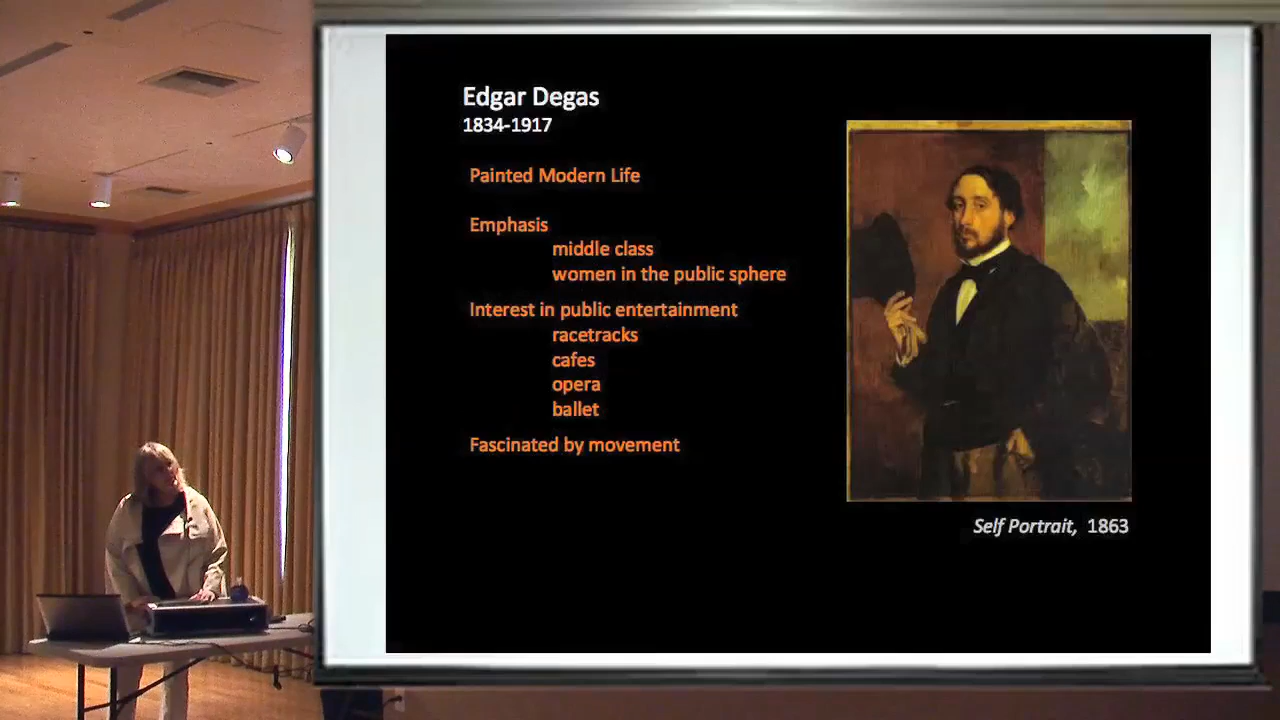 Edgar Degas
1834-1917
Painted Modern Life
Emphasis
middle class
women in the public sphere
Interest in public entertainment
racetracks
cafes
opera
ballet
Fascinated by movement
Self Portrait, 1863